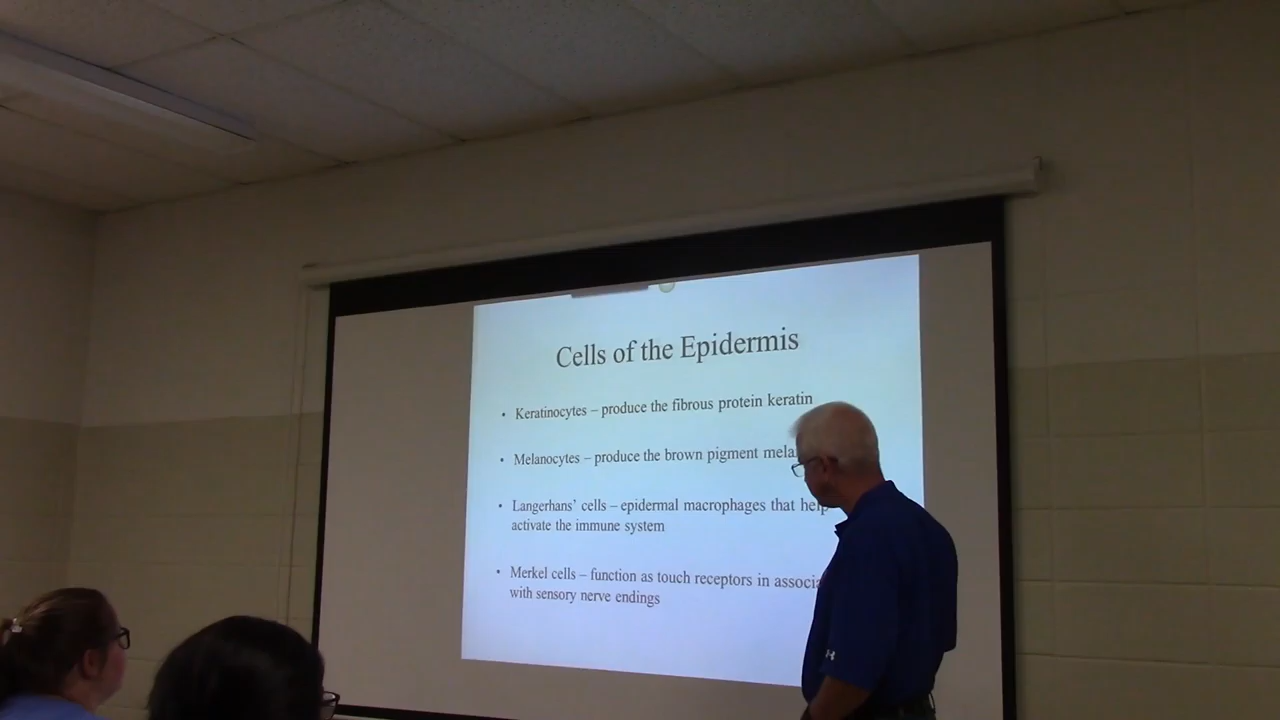 Cells of the Epidermis
• Keratinocytes – produce the fibrous protein keratin
• Melanocytes – produce the brown pigment
• Langerhans’ cells – epidermal macrophages that help
activate the immune system
• Merkel cells – function as touch receptors in
with sensory nerve endings